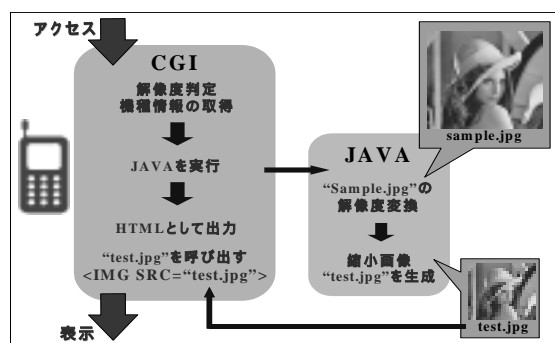 アクセス
CGI
解像度判定
機種情報の取得
JAVAを実行
HTMLとして出力
“test.jpg”を呼び出す
<IMG SRC=“test.jpg”>
表示
JAVA
“Sample.jpg”の
解像度変換
縮小画像
“test.jpg”を生成
sample.jpg
test.jpg